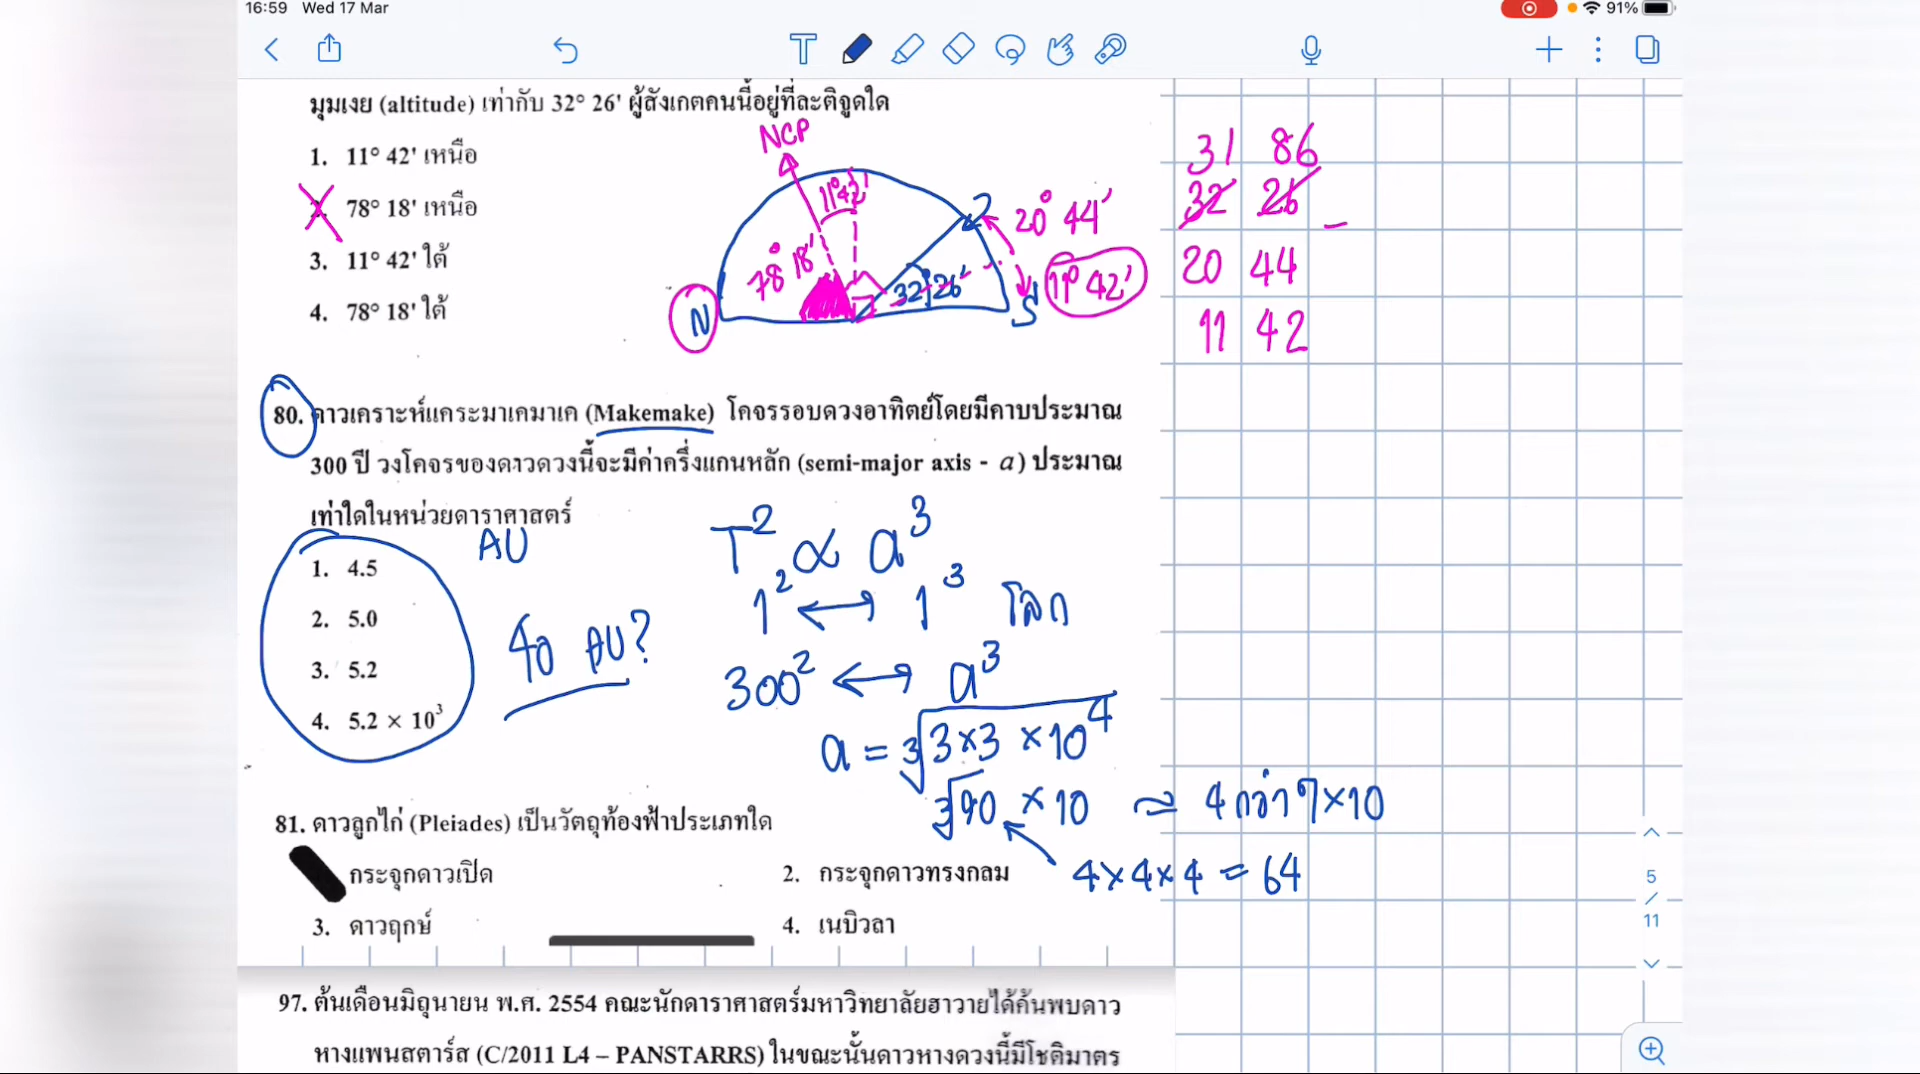 16:59 Wed 17 Mar
91%
มุมเงย (altitude) เท่ากับ 32° 26' ผู้สังเกตคนนี้อยู่ที่ละติจูดใด
1. 11° 42' เหนือ
2. 78° 18' เหนือ
3. 11° 42' ใต้
4. 78° 18' ใต้
NCP
11° 42'
78° 18'
32° 26'
20° 44'
11° 42'
N
S
31 86
32 26 –
20 44
11 42
80. ดาวเคราะห์แคระมาเคมาเค (Makemake) โคจรรอบดวงอาทิตย์โดยมีคาบประมาณ
300 ปี วงโคจรของดาวดวงนี้จะมีค่าครึ่งแกนหลัก (semi-major axis - a) ประมาณ
เท่าใดในหน่วยดาราศาสตร์
AU
1. 4.5
2. 5.0
3. 5.2
4. 5.2 × 10³
40 AU?
T² ∝ a³
1² ↔ 1³ โลก
300² ↔ a³
a = ³√3×3 ×10⁴
³√90 ×10 ≈ 4 กว่าๆ×10
4×4×4 = 64
81. ดาวลูกไก่ (Pleiades) เป็นวัตถุท้องฟ้าประเภทใด
กระจุกดาวเปิด
2. กระจุกดาวทรงกลม
3. ดาวฤกษ์
4. เนบิวลา
5
/
11
97. ต้นเดือนมิถุนายน พ.ศ. 2554 คณะนักดาราศาสตร์มหาวิทยาลัยฮาวายได้ค้นพบดาว
หางแพนสตาร์ส (C/2011 L4 – PANSTARRS) ในขณะนั้นดาวหางดวงนี้มีโชติมาตร